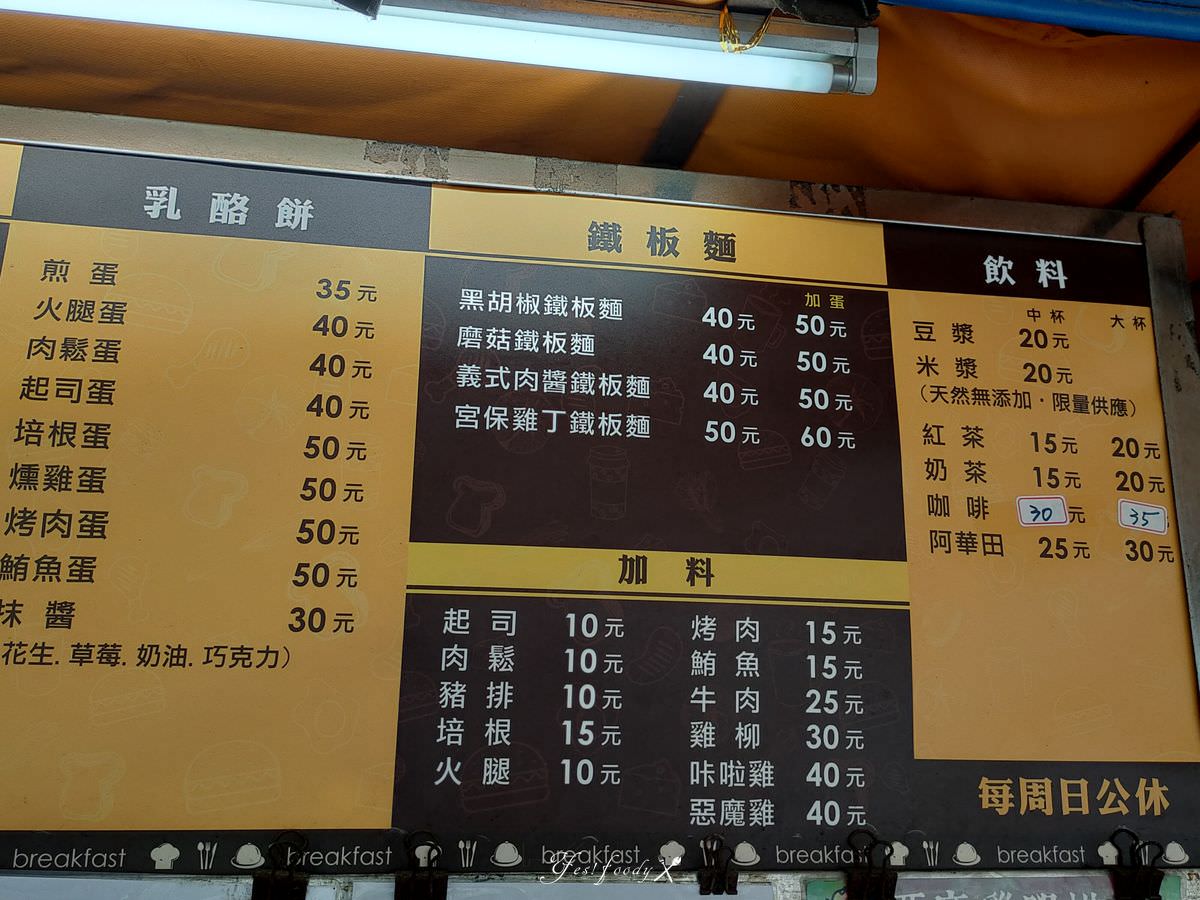 乳酪餅
煎蛋 35元
火腿蛋 40元
肉鬆蛋 40元
起司蛋 40元
培根蛋 50元
燻雞蛋 50元
烤肉蛋 50元
鮪魚蛋 50元
抹醬 30元
花生. 草莓. 奶油. 巧克力）
鐵板麵
加蛋
黑胡椒鐵板麵 40元 50元
磨菇鐵板麵 40元 50元
義式肉醬鐵板麵 40元 50元
宮保雞丁鐵板麵 50元 60元
加料
起司 10元 烤肉 15元
肉鬆 10元 鮪魚 15元
豬排 10元 牛肉 25元
培根 15元 雞柳 30元
火腿 10元 咔啦雞 40元
惡魔雞 40元
飲料
中杯 大杯
豆漿 20元
米漿 20元
（天然無添加・限量供應）
紅茶 15元 20元
奶茶 15元 20元
咖啡 30元 35
阿華田 25元 30元
每周日公休
breakfast breakfast breakfast breakfast breakfast
YesfoodyX